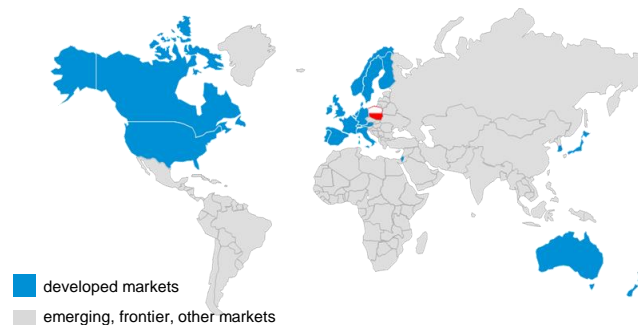 developed markets
emerging, frontier, other markets